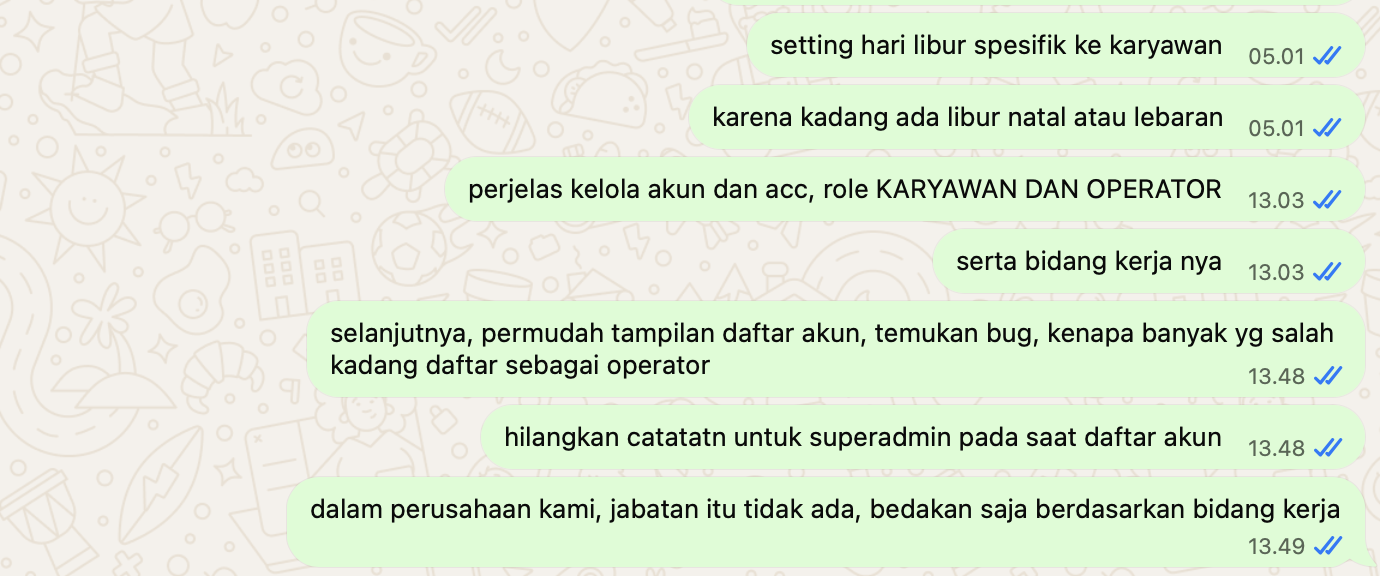 setting hari libur spesifik ke karyawan 05.01
karena kadang ada libur natal atau lebaran 05.01
perjelas kelola akun dan acc, role KARYAWAN DAN OPERATOR 13.03
serta bidang kerja nya 13.03
selanjutnya, permudah tampilan daftar akun, temukan bug, kenapa banyak yg salah
kadang daftar sebagai operator 13.48
hilangkan catatatn untuk superadmin pada saat daftar akun 13.48
dalam perusahaan kami, jabatan itu tidak ada, bedakan saja berdasarkan bidang kerja
13.49